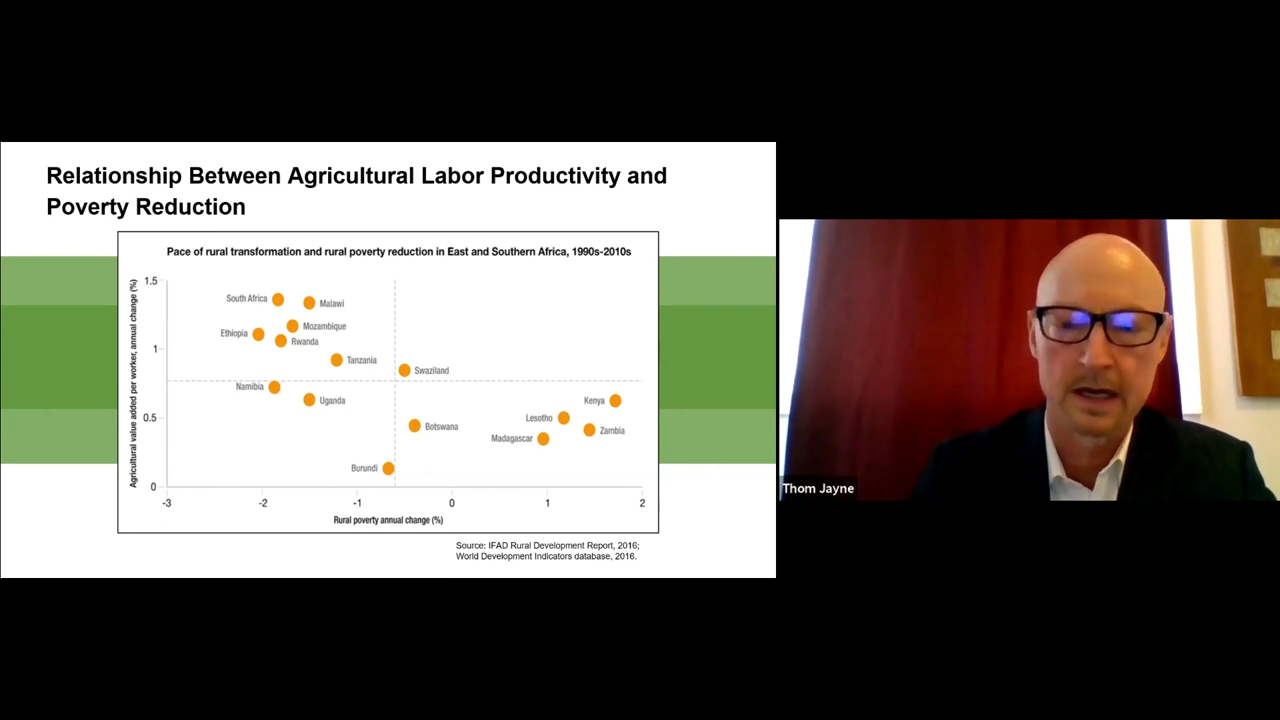 Relationship Between Agricultural Labor Productivity and
Poverty Reduction
Pace of rural transformation and rural poverty reduction in East and Southern Africa, 1990s-2010s
Agricultural value added per worker, annual change (%)
1.5
1
0.5
0
South Africa
Malawi
Mozambique
Ethiopia
Rwanda
Tanzania
Swaziland
Namibia
Uganda
Kenya
Lesotho
Botswana
Zambia
Madagascar
Burundi
-3 -2 -1 0 1 2
Rural poverty annual change (%)
Source: IFAD Rural Development Report, 2016;
World Development Indicators database, 2016.
Thom Jayne